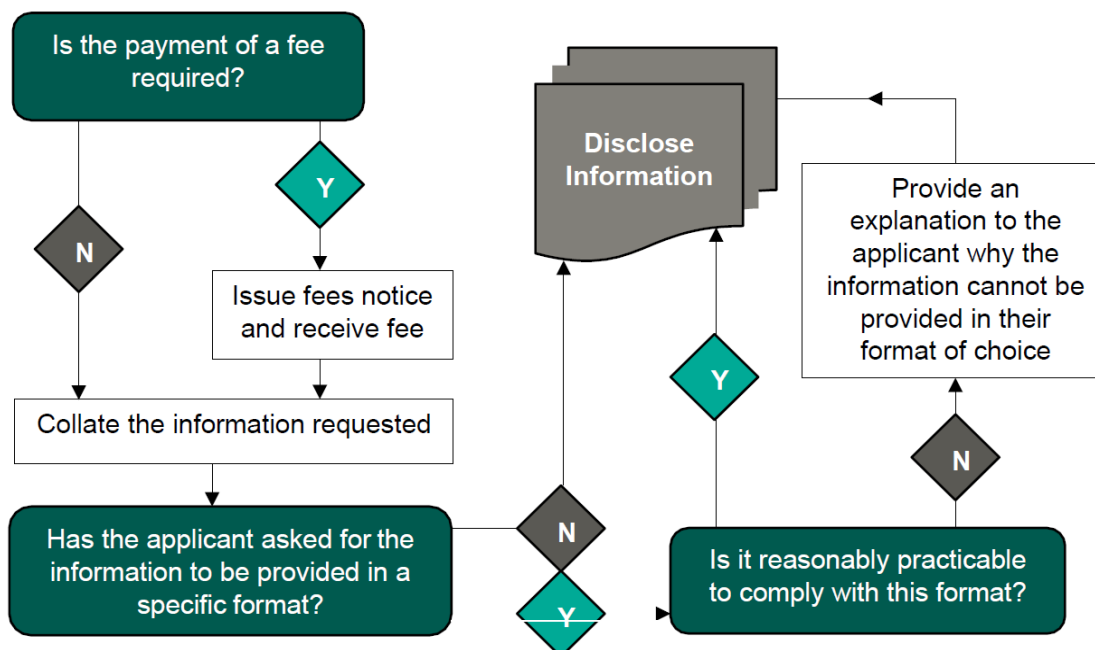 Is the payment of a fee
required?
Y
N
Issue fees notice
and receive fee
Collate the information requested
Has the applicant asked for the
information to be provided in a
specific format?
N
Y
Disclose
Information
Y
Is it reasonably practicable
to comply with this format?
N
Provide an
explanation to the
applicant why the
information cannot be
provided in their
format of choice